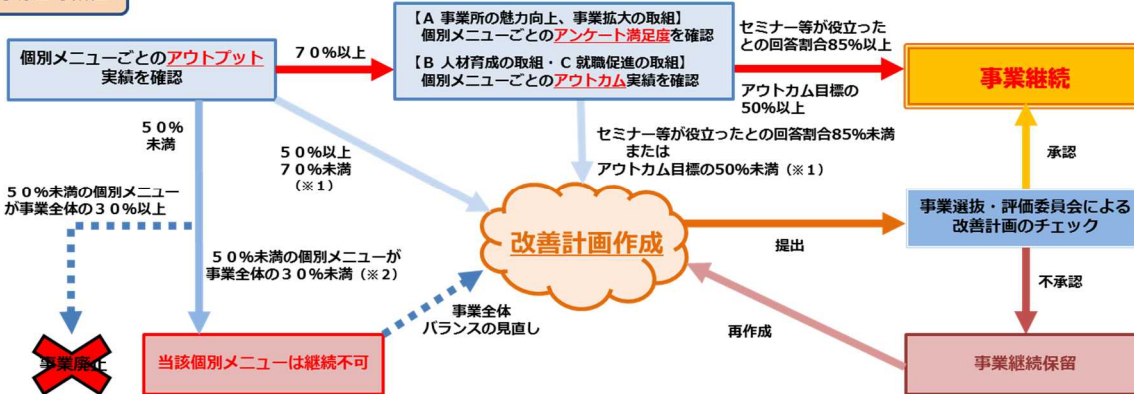 個別メニューごとのアウトプット
実績を確認
70%以上
【A 事業所の魅力向上、事業拡大の取組】
個別メニューごとのアンケート満足度を確認
【B 人材育成の取組・C 就職促進の取組】
個別メニューごとのアウトカム実績を確認
セミナー等が役立った
との回答割合85%以上
アウトカム目標の
50%以上
事業継続
50%
未満
50%以上
70%未満
(※1)
セミナー等が役立ったとの回答割合85%未満
または
アウトカム目標の50%未満(※1)
承認
50%未満の個別メニュー
が事業全体の30%以上
50%未満の個別メニューが
事業全体の30%未満(※2)
改善計画作成
提出
事業選抜・評価委員会による
改善計画のチェック
不承認
事業全体
バランスの見直し
再作成
事業廃止
当該個別メニューは継続不可
事業継続保留